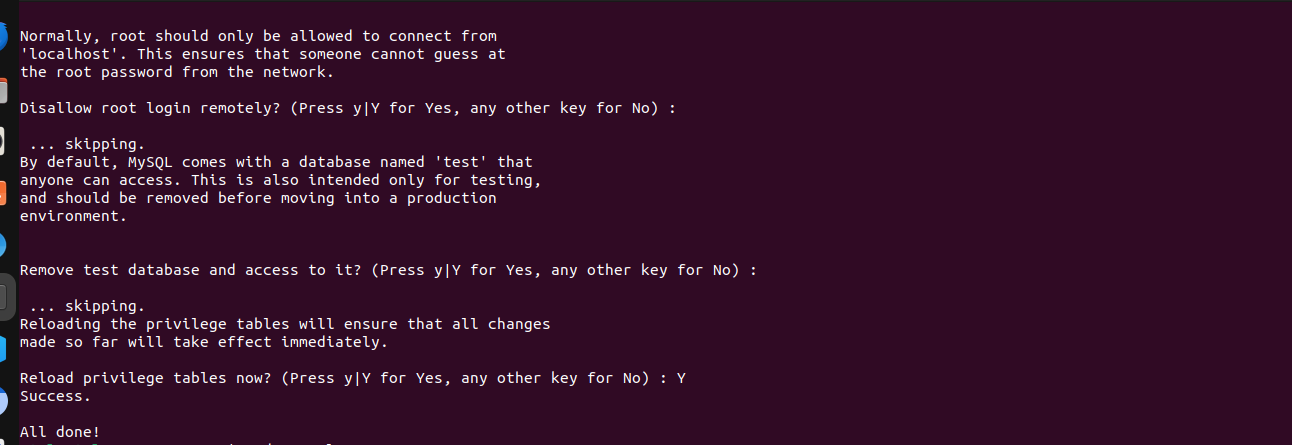 Normally, root should only be allowed to connect from
'localhost'. This ensures that someone cannot guess at
the root password from the network.
Disallow root login remotely? (Press y|Y for Yes, any other key for No) :
... skipping.
By default, MySQL comes with a database named 'test' that
anyone can access. This is also intended only for testing,
and should be removed before moving into a production
environment.
Remove test database and access to it? (Press y|Y for Yes, any other key for No) :
... skipping.
Reloading the privilege tables will ensure that all changes
made so far will take effect immediately.
Reload privilege tables now? (Press y|Y for Yes, any other key for No) : Y
Success.
All done!